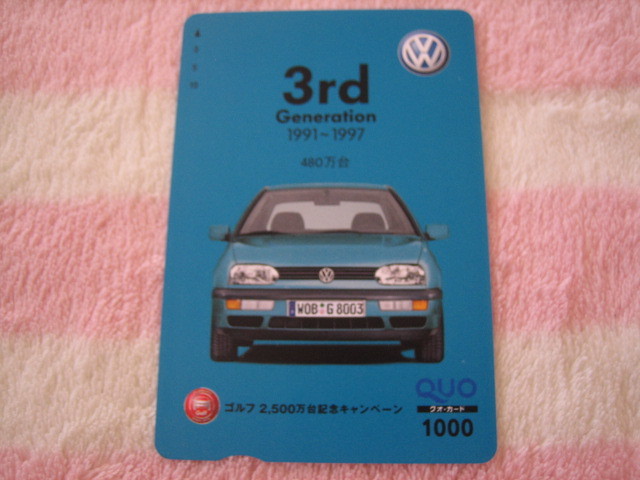 3rd
Generation
1991~1997
480万台
WOB G 8003
ゴルフ 2,500万台記念キャンペーン
QUO
クオ・カード
1000